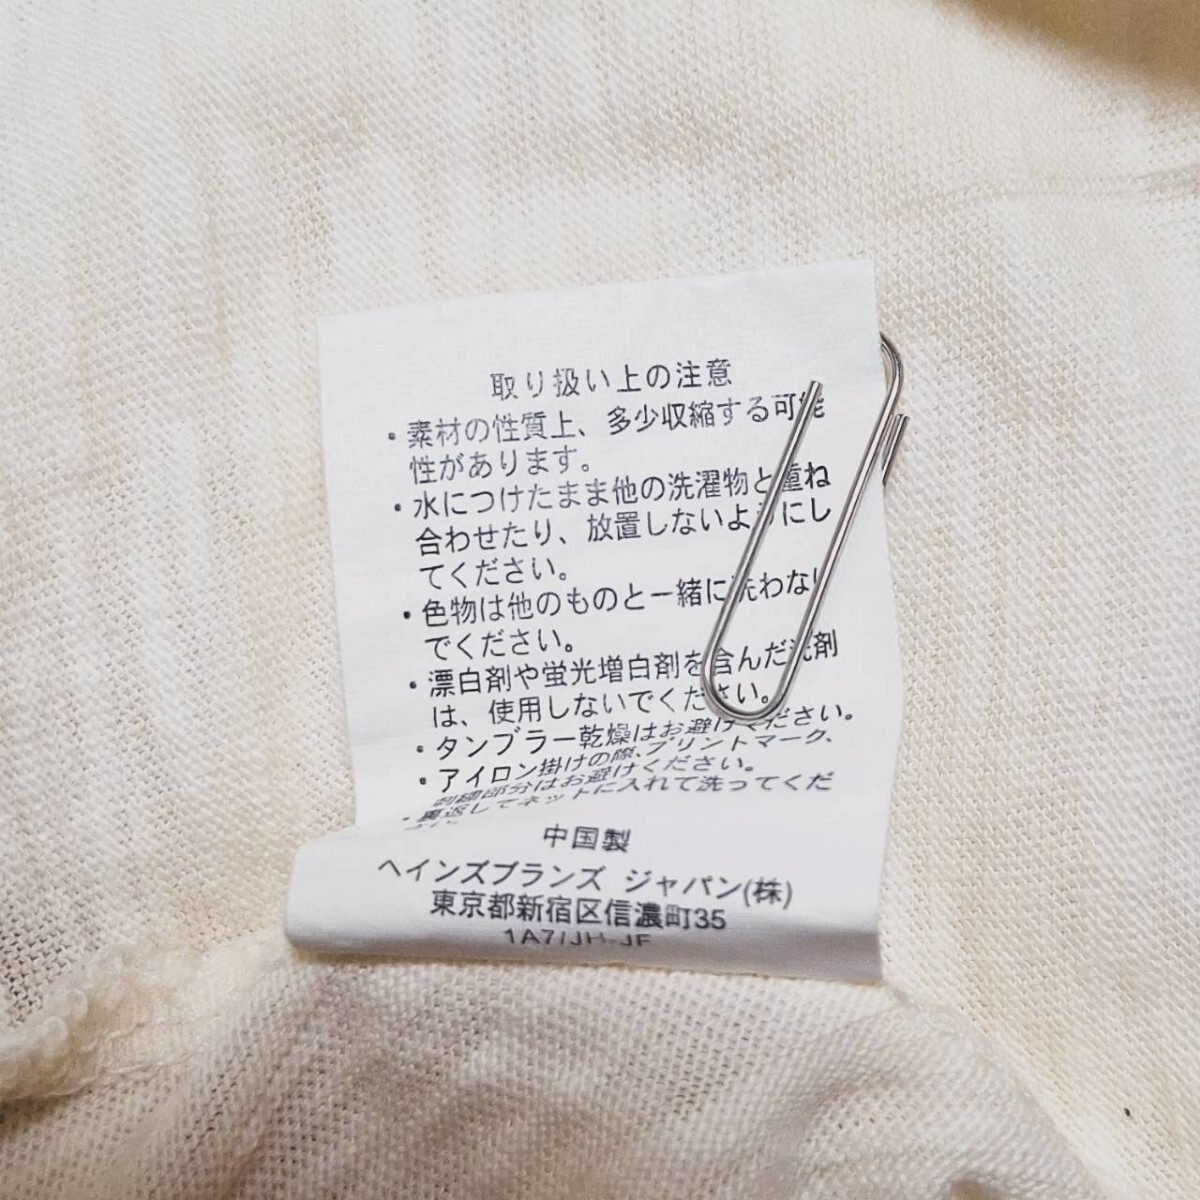 取り扱い上の注意
・素材の性質上、多少収縮する可能
性があります。
・水につけたまま他の洗濯物と重ね
合わせたり、放置しないようにし
てください。
・色物は他のものと一緒に洗わない
でください。
・漂白剤や蛍光増白剤を含んだ洗剤
は、使用しないでください。
・タンブラー乾燥はお避けください。
・アイロン掛けの際、プリントマーク、
刺繍部分はお避けください。
・裏返してネットに入れて洗ってくだ
中国製
ヘインズブランズ ジャパン(株)
東京都新宿区信濃町35
1A7/JH-JF